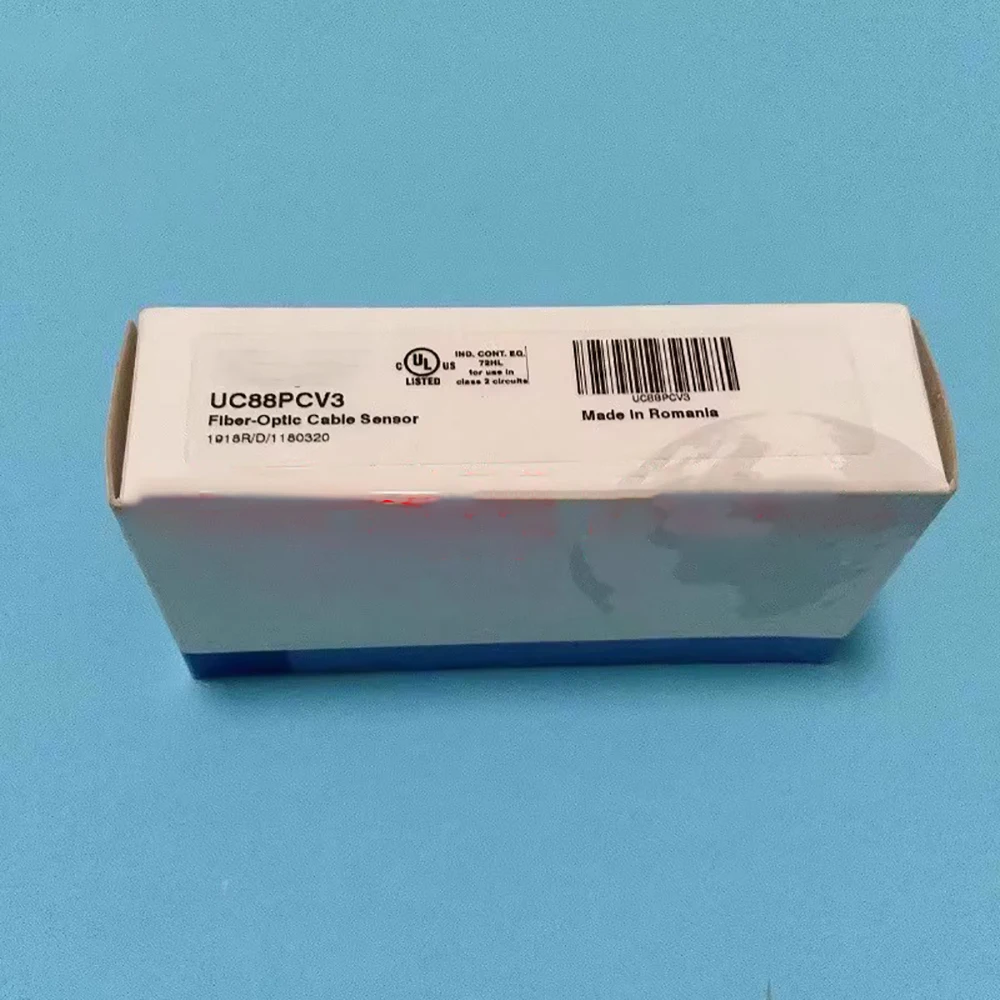 C UL US
LISTED
IND. CONT. EQ.
72HL
for use in
class 2 circuits
UC88PCV3
Fiber-Optic Cable Sensor
1918R/D/1180320
UC88PCV3
Made in Romania